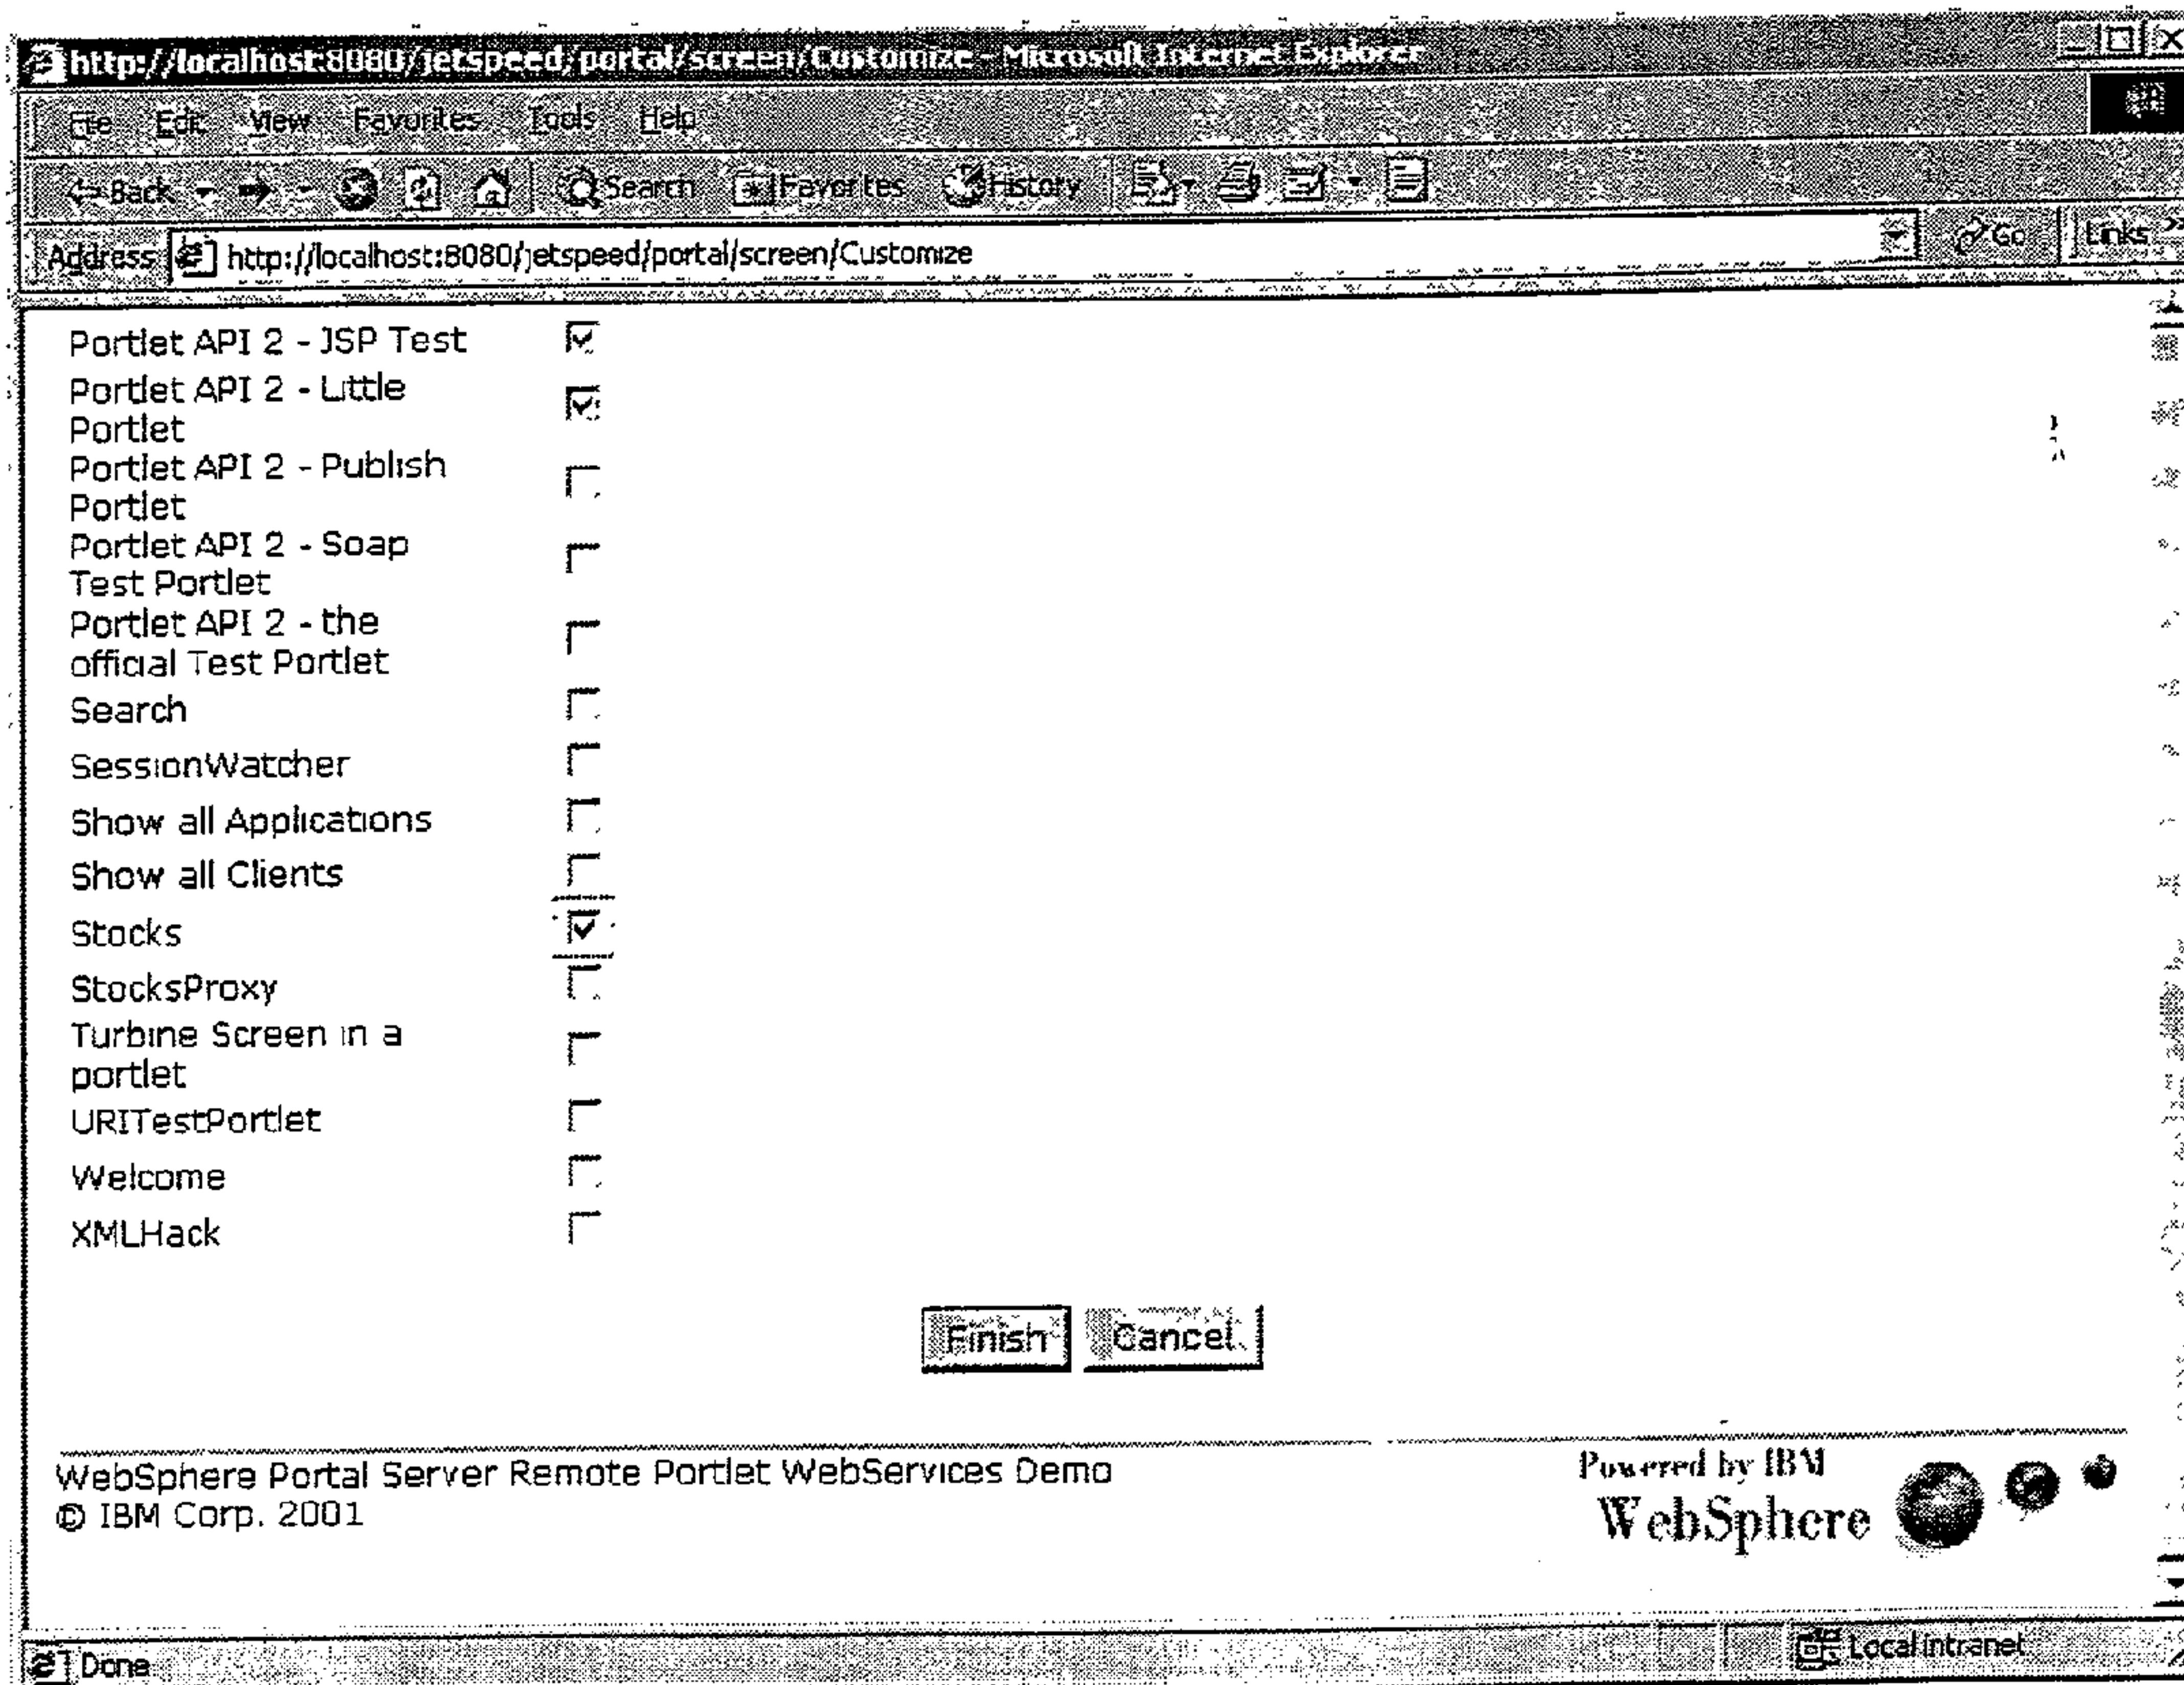 http://localhost:8080/jetspeed/portal/screen/Customize - Microsoft Internet Explorer
File Edit View Favorites Tools Help
Back Search Favorites History
Address http://localhost:8080/jetspeed/portal/screen/Customize Go Links »
Portlet API 2 - JSP Test
Portlet API 2 - Little
Portlet
Portlet API 2 - Publish
Portlet
Portlet API 2 - Soap
Test Portlet
Portlet API 2 - the
official Test Portlet
Search
SessionWatcher
Show all Applications
Show all Clients
Stocks
StocksProxy
Turbine Screen in a
portlet
URITestPortlet
Welcome
XMLHack
Finish Cancel
WebSphere Portal Server Remote Portlet WebServices Demo
© IBM Corp. 2001
Powered by IBM
WebSphere
Done Local intranet